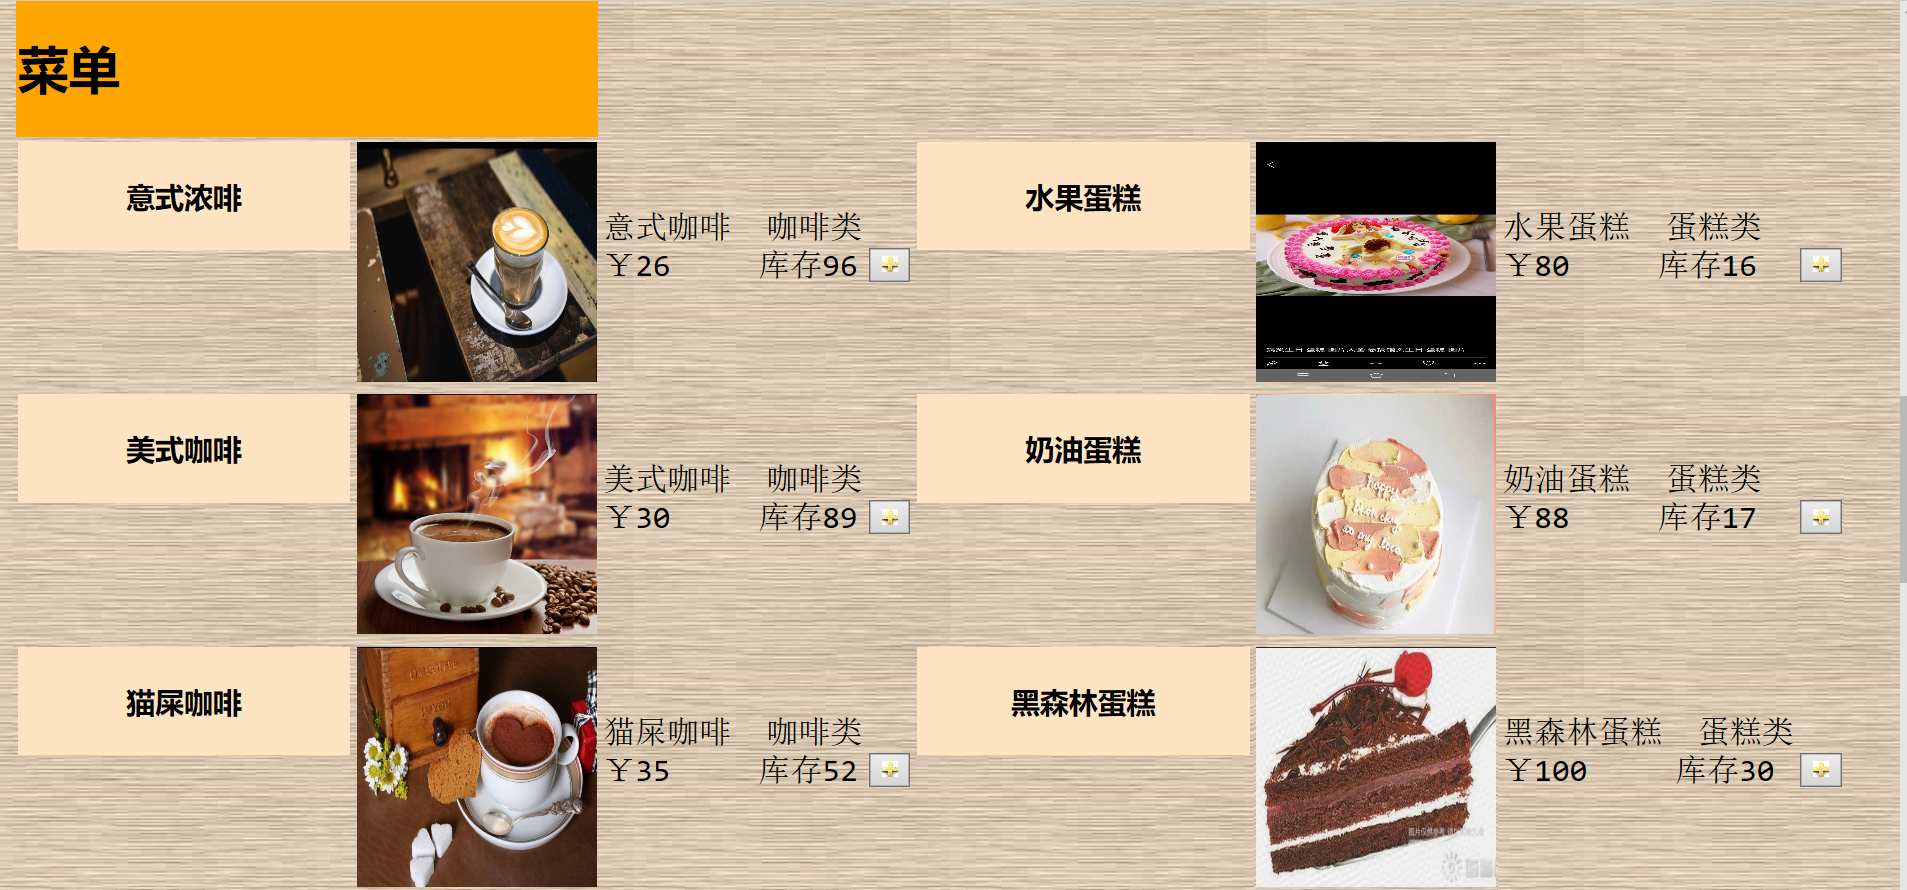 菜单
意式浓啡
意式咖啡 咖啡类
￥26 库存96
水果蛋糕
水果蛋糕 蛋糕类
￥80 库存16
美式咖啡
美式咖啡 咖啡类
￥30 库存89
奶油蛋糕
happy
奶油蛋糕 蛋糕类
￥88 库存17
猫屎咖啡
猫屎咖啡 咖啡类
￥35 库存52
黑森林蛋糕
黑森林蛋糕 蛋糕类
￥100 库存30